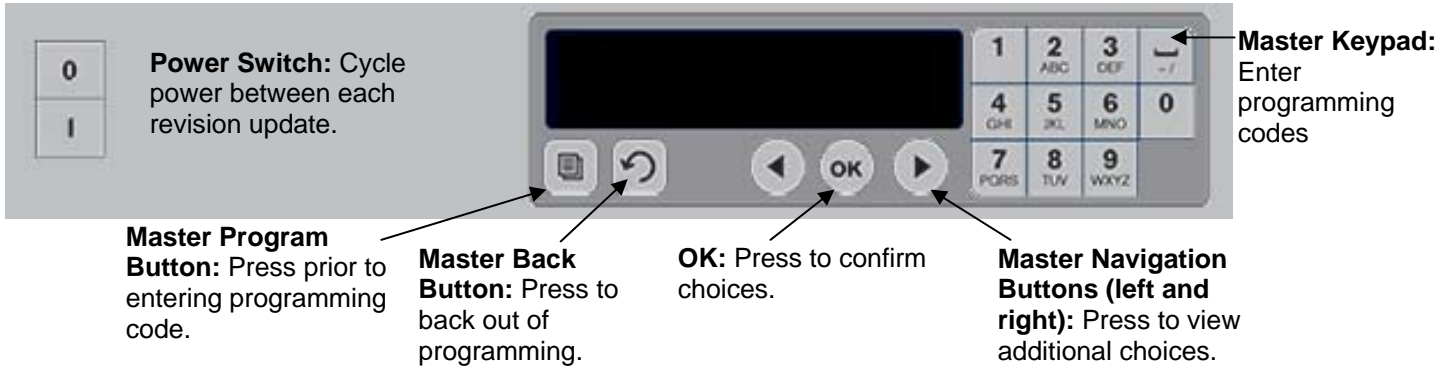 0
I
Power Switch: Cycle
power between each
revision update.
1
2
ABC
3
DEF
- /
4
GHI
5
JKL
6
MNO
0
7
PQRS
8
TUV
9
WXYZ
OK
Master Keypad:
Enter
programming
codes
Master Program
Button: Press prior to
entering programming
code.
Master Back
Button: Press to
back out of
programming.
OK: Press to confirm
choices.
Master Navigation
Buttons (left and
right): Press to view
additional choices.